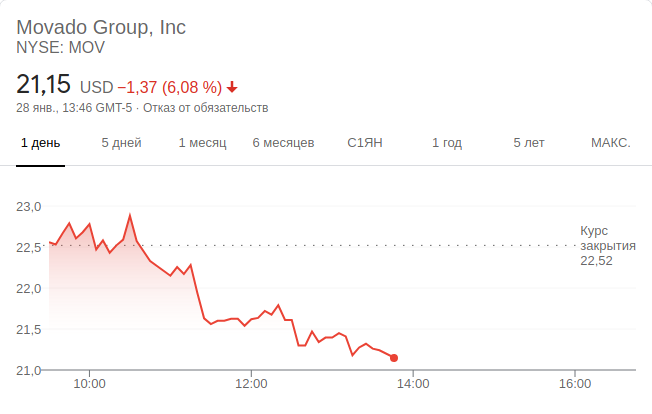 Movado Group, Inc
NYSE: MOV
21,15 USD −1,37 (6,08 %)
28 янв., 13:46 GMT-5 · Отказ от обязательств
1 день 5 дней 1 месяц 6 месяцев С1ЯН 1 год 5 лет МАКС.
23,0
Курс
22,5 закрытия
22,52
22,0
21,5
21,0
10:00 12:00 14:00 16:00